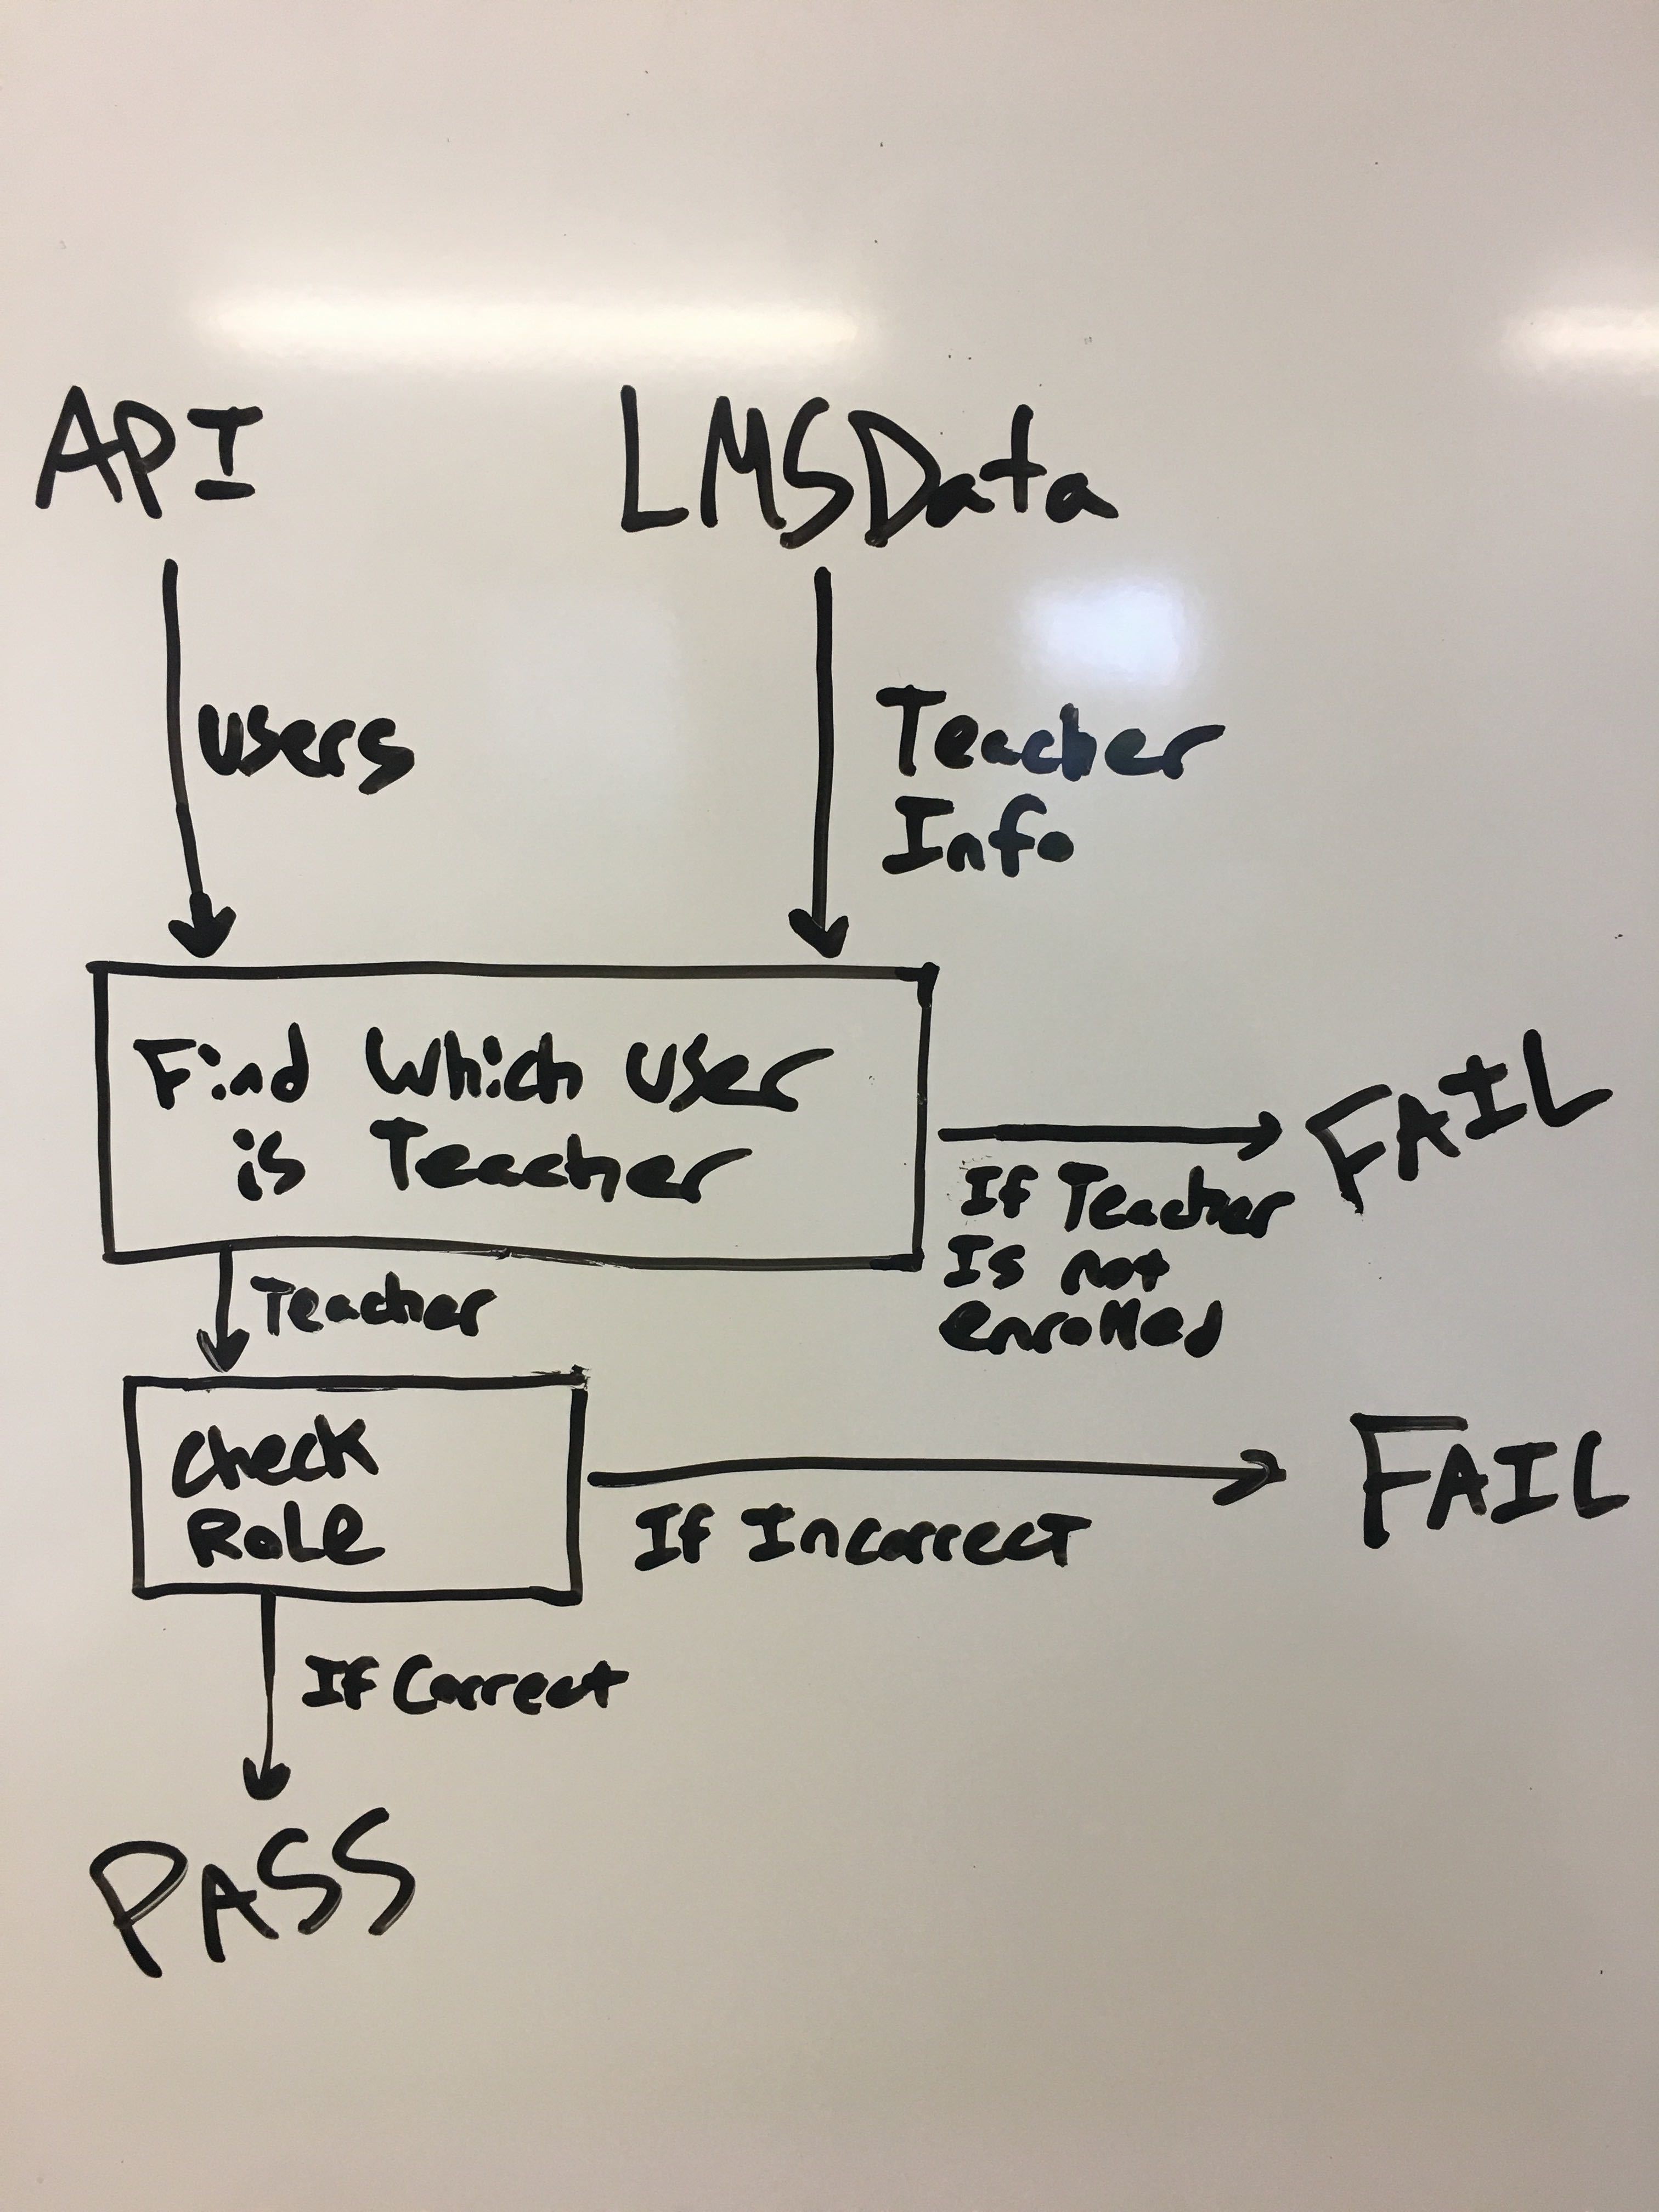 API
LMSData
Users
Teacher
Info
Find Which User
is Teacher
FAIL
If Teacher
Is not
enrolled
Teacher
Check
Role
FAIL
If Incorrect
If Correct
PASS